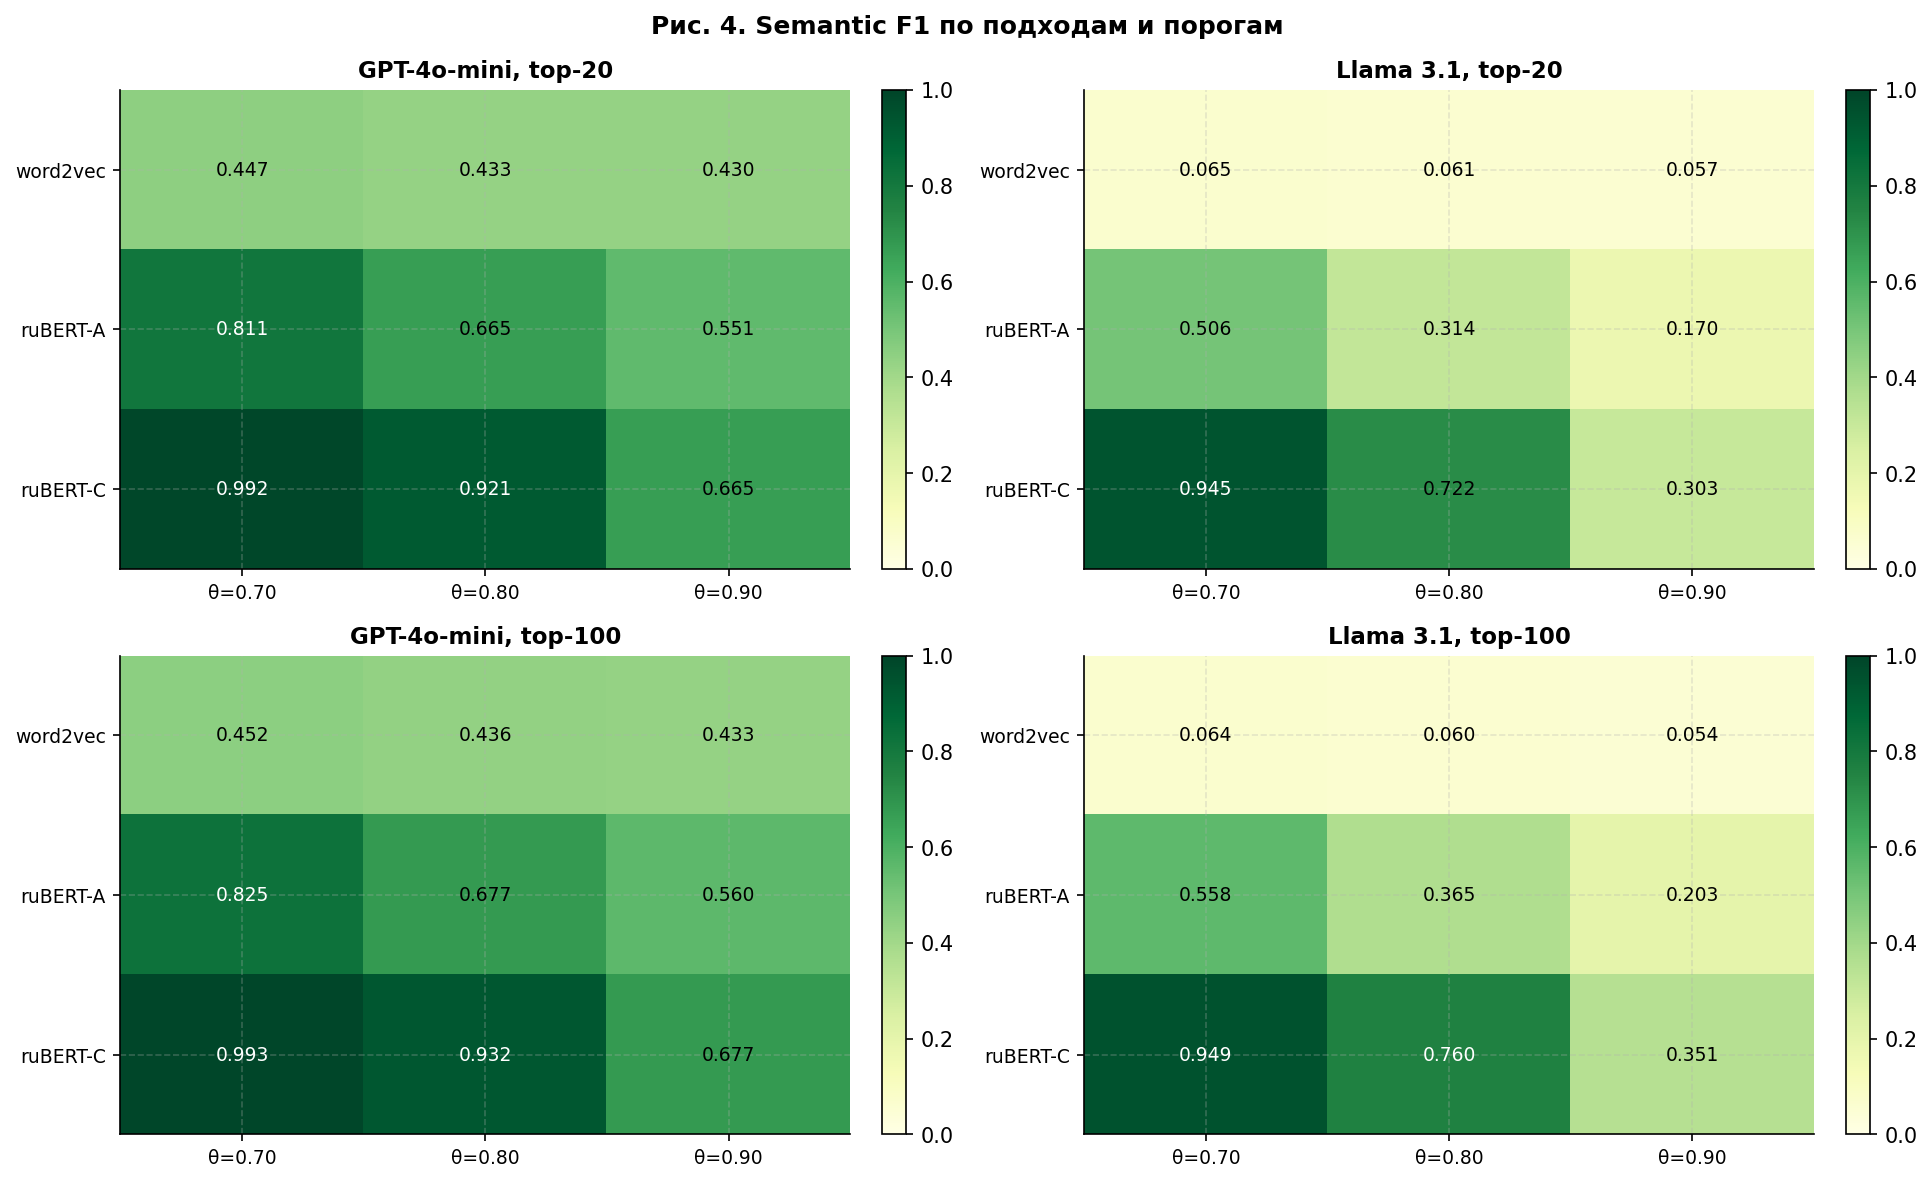 Рис. 4. Semantic F1 по подходам и порогам
GPT-4o-mini, top-20
word2vec 0.447 0.433 0.430
ruBERT-A 0.811 0.665 0.551
ruBERT-C 0.992 0.921 0.665
θ=0.70 θ=0.80 θ=0.90
1.0
0.8
0.6
0.4
0.2
0.0
Llama 3.1, top-20
word2vec 0.065 0.061 0.057
ruBERT-A 0.506 0.314 0.170
ruBERT-C 0.945 0.722 0.303
θ=0.70 θ=0.80 θ=0.90
1.0
0.8
0.6
0.4
0.2
0.0
GPT-4o-mini, top-100
word2vec 0.452 0.436 0.433
ruBERT-A 0.825 0.677 0.560
ruBERT-C 0.993 0.932 0.677
θ=0.70 θ=0.80 θ=0.90
1.0
0.8
0.6
0.4
0.2
0.0
Llama 3.1, top-100
word2vec 0.064 0.060 0.054
ruBERT-A 0.558 0.365 0.203
ruBERT-C 0.949 0.760 0.351
θ=0.70 θ=0.80 θ=0.90
1.0
0.8
0.6
0.4
0.2
0.0